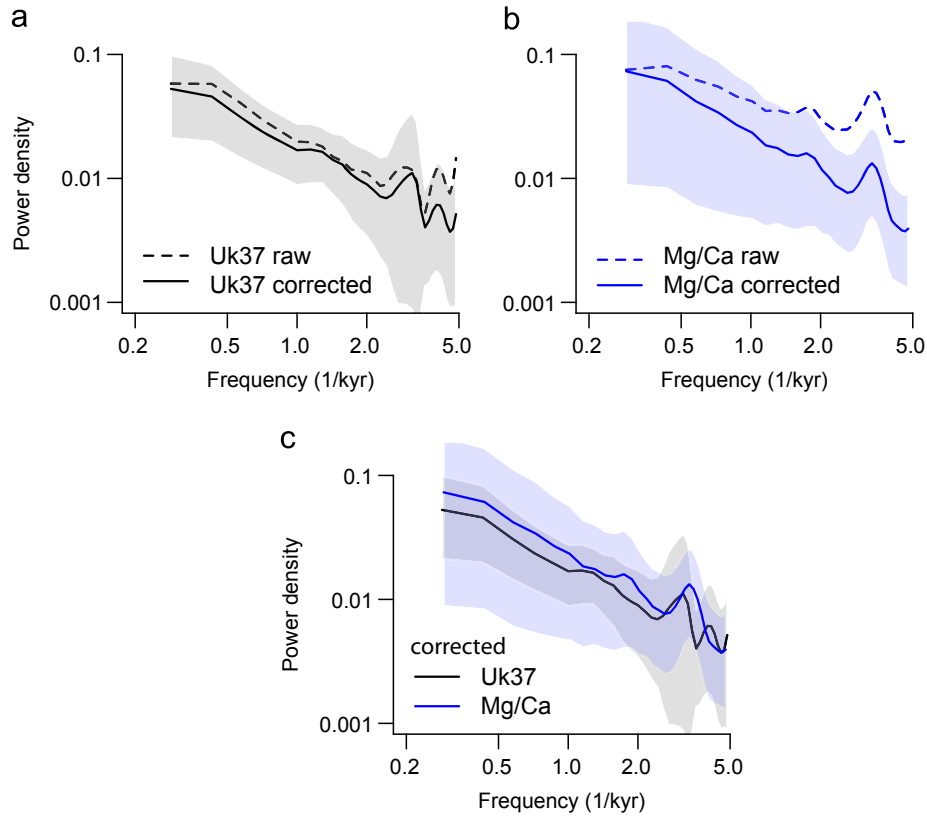 a
Power density
0.1
0.01
0.001
Uk37 raw
Uk37 corrected
0.2 0.5 1.0 2.0 5.0
Frequency (1/kyr)
b
0.1
0.01
0.001
Mg/Ca raw
Mg/Ca corrected
0.2 0.5 1.0 2.0 5.0
Frequency (1/kyr)
c
Power density
0.1
0.01
0.001
corrected
Uk37
Mg/Ca
0.2 0.5 1.0 2.0 5.0
Frequency (1/kyr)